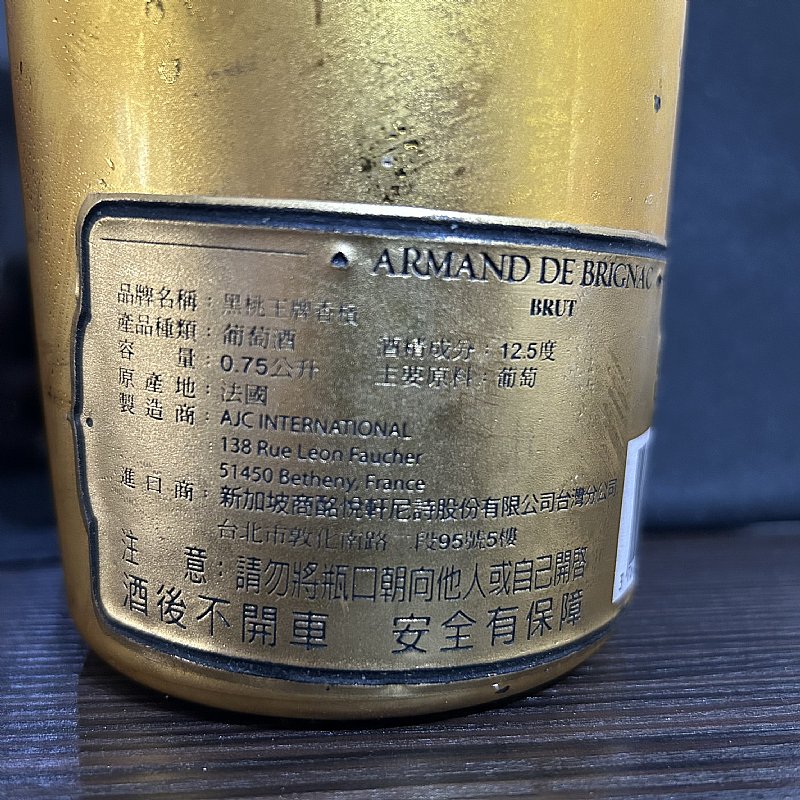 ARMAND DE BRIGNAC
BRUT
品牌名稱：黑桃王牌香檳
產品種類：葡萄酒
酒精成分：12.5度
容量：0.75公升
主要原料：葡萄
原產地：法國
製造商：AJC INTERNATIONAL
138 Rue Leon Faucher
51450 Betheny, France
進口商：新加坡商酩悅軒尼詩股份有限公司台灣分公司
台北市敦化南路二段95號5樓
注意：請勿將瓶口朝向他人或自己開啓
酒後不開車 安全有保障